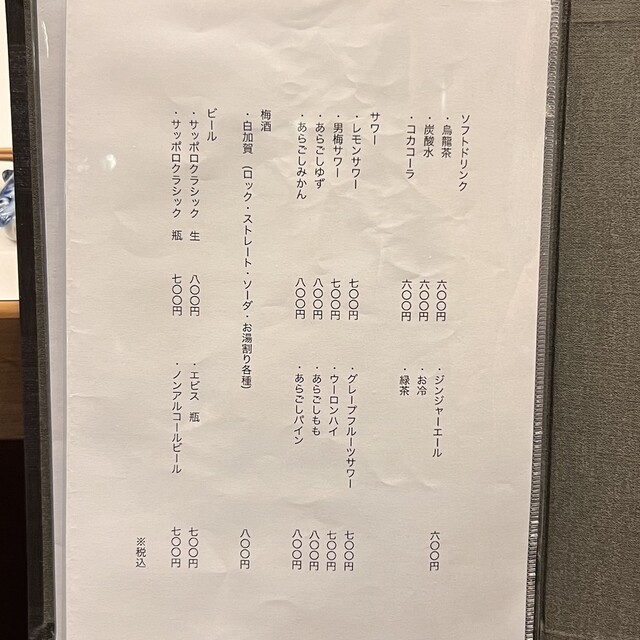 ソフトドリンク
・烏龍茶 六〇〇円 ・ジンジャーエール 六〇〇円
・炭酸水 六〇〇円 ・お冷
・コカコーラ 六〇〇円 ・緑茶
サワー
・レモンサワー 七〇〇円 ・グレープフルーツサワー 七〇〇円
・男梅サワー 七〇〇円 ・ウーロンハイ 七〇〇円
・あらごしゆず 八〇〇円 ・あらごしもも 八〇〇円
・あらごしみかん 八〇〇円 ・あらごしパイン 八〇〇円
梅酒
・白加賀 (ロック・ストレート・ソーダ・お湯割り各種) 八〇〇円
ビール
・サッポロクラシック 生 八〇〇円 ・エビス 瓶 七〇〇円
・サッポロクラシック 瓶 七〇〇円 ・ノンアルコールビール 七〇〇円
※税込